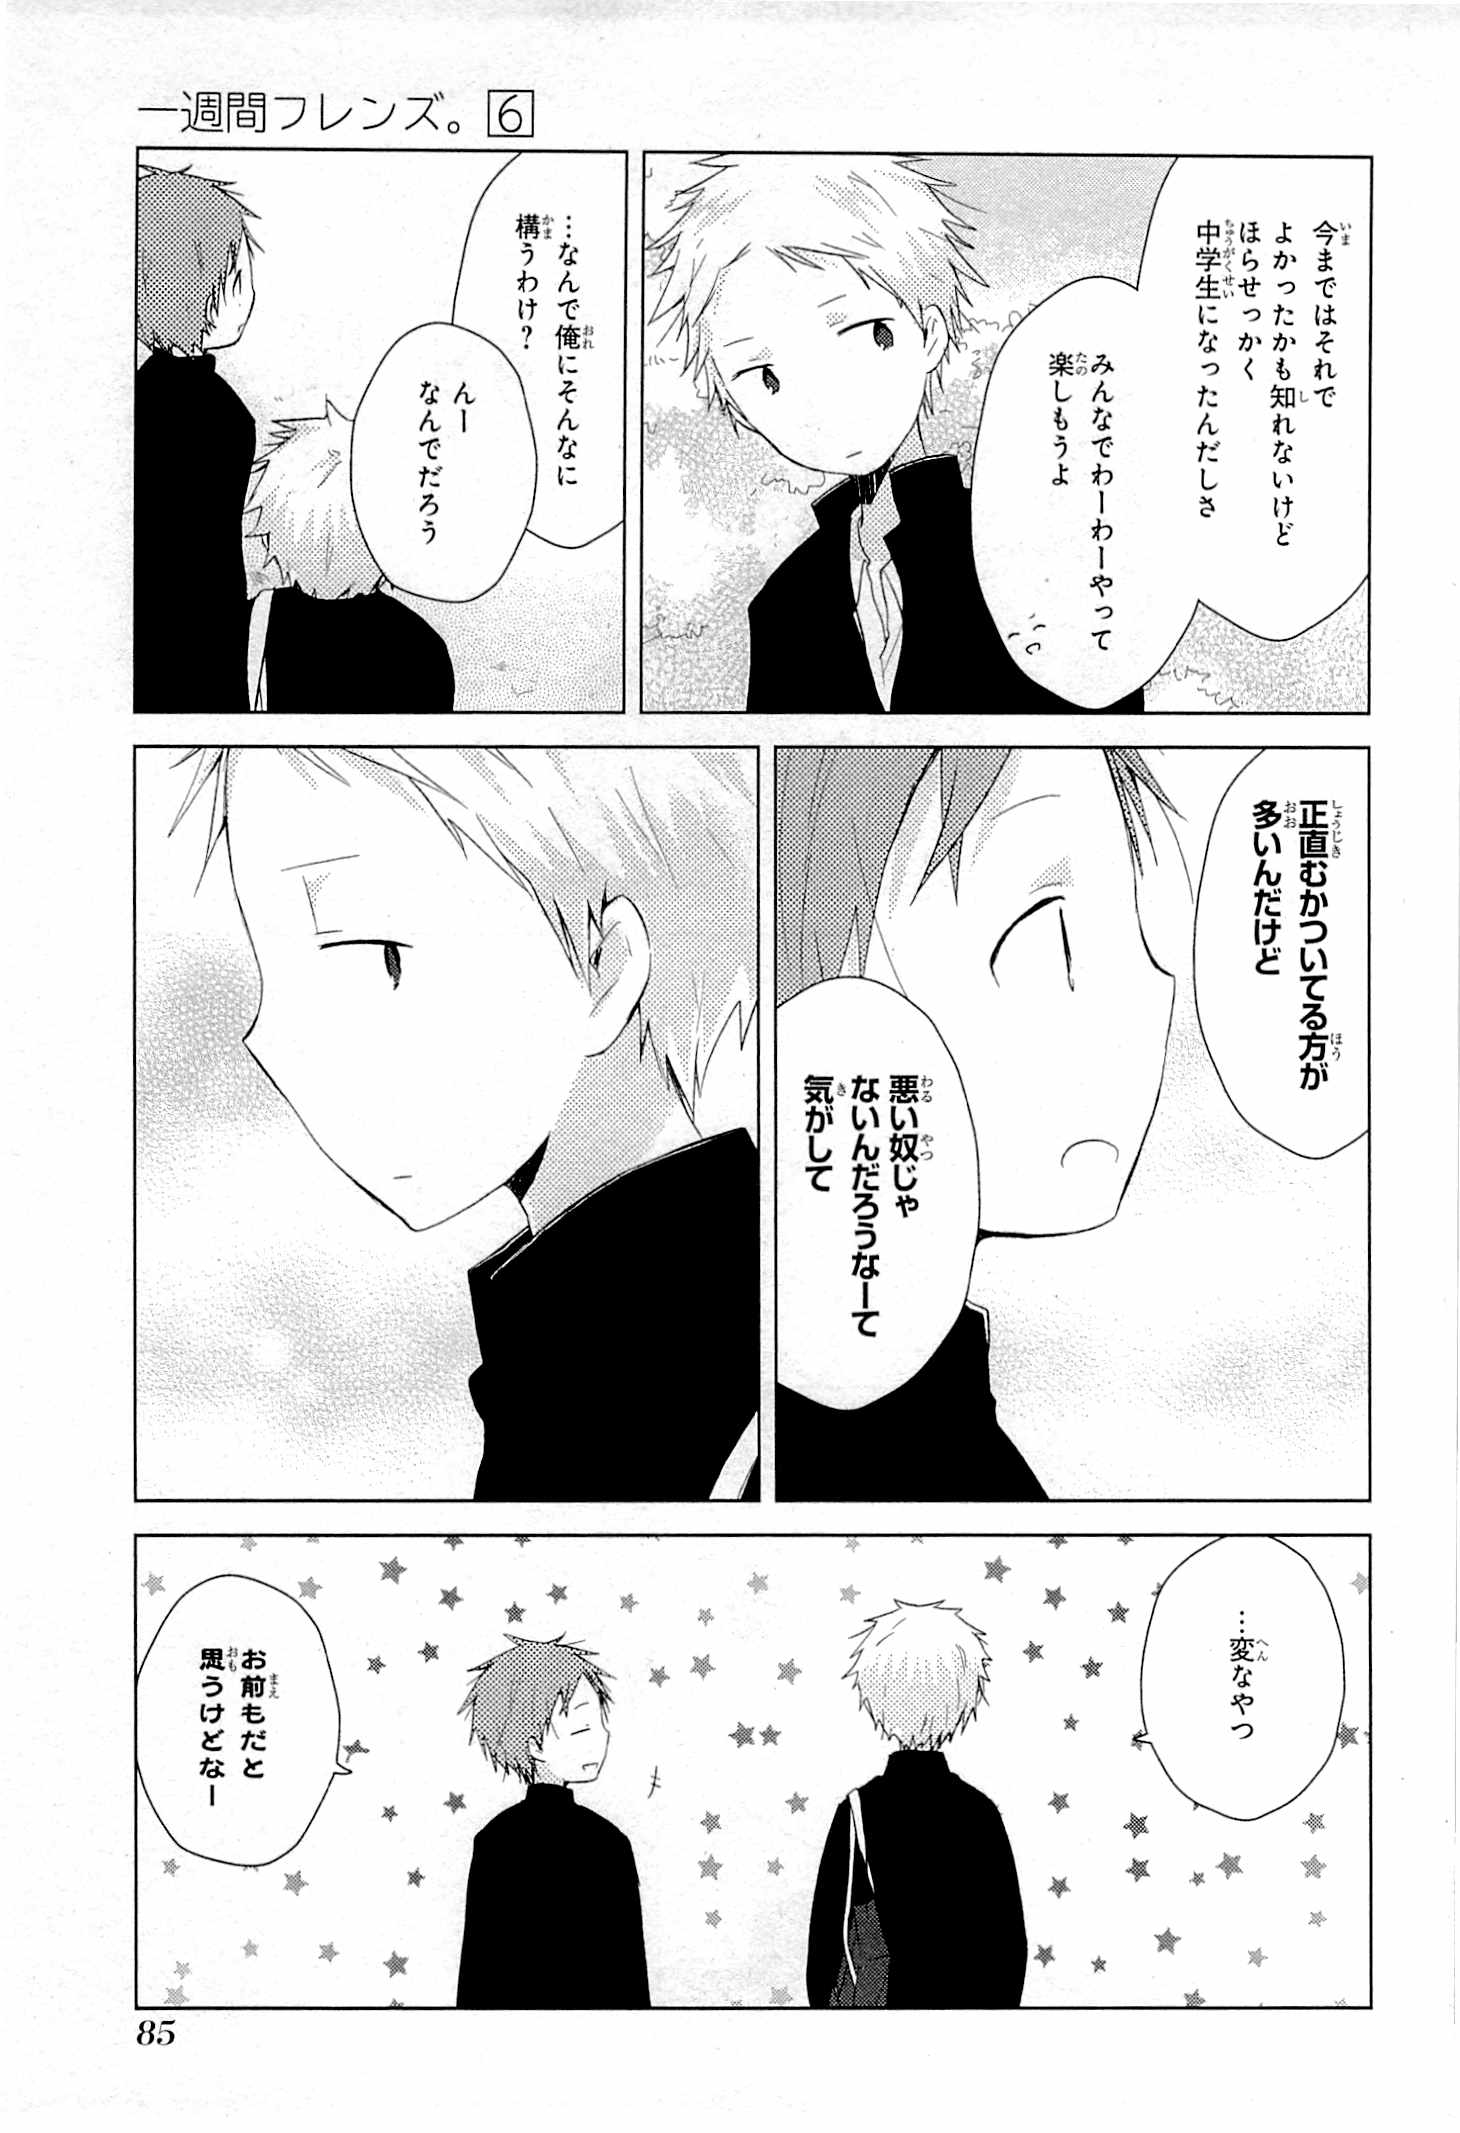 一週間フレンズ。6
今まではそれで
よかったかも知れないけど
ほらせっかく
中学生になったんだしさ
みんなでわーわーやって
楽しもうよ
…なんで俺にそんなに
構うわけ?
んー
なんでだろう
正直むかついてる方が
多いんだけど
悪い奴じゃ
ないんだろうなーて
気がして
…変なやつ
お前もだと
思うけどなー
85